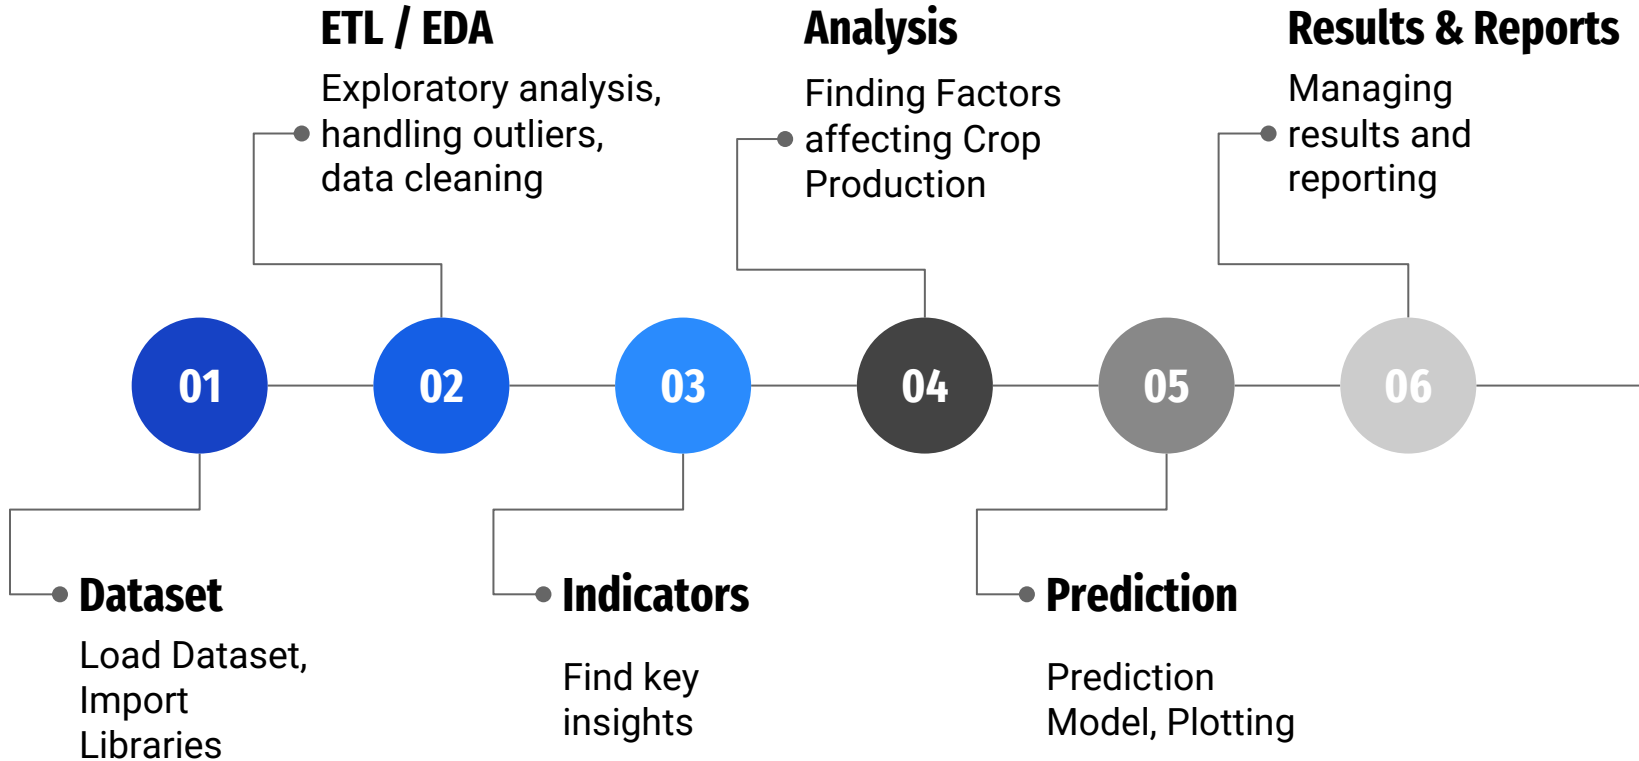 ETL / EDA
Exploratory analysis,
handling outliers,
data cleaning
Analysis
Finding Factors
affecting Crop
Production
Results & Reports
Managing
results and
reporting
01
02
03
04
05
06
Dataset
Load Dataset,
Import
Libraries
Indicators
Find key
insights
Prediction
Prediction
Model, Plotting